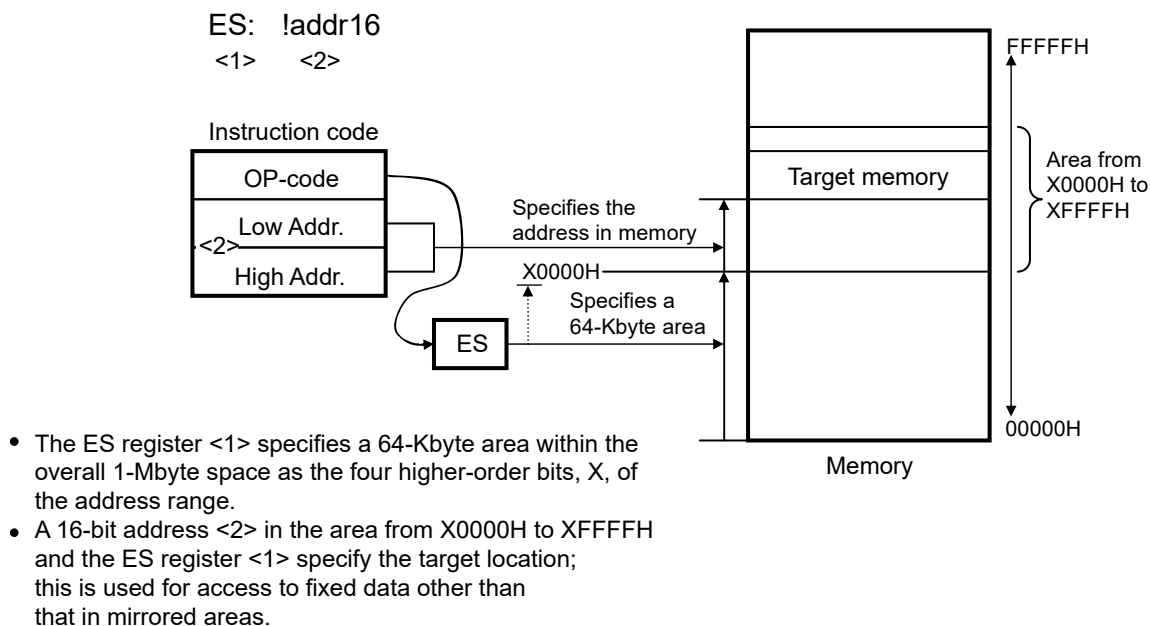 ES: !addr16
<1> <2>
FFFFFH
Instruction code
OP-code
Low Addr.
<2>
High Addr.
Specifies the
address in memory
X0000H
Specifies a
64-Kbyte area
ES
Target memory
Area from
X0000H to
XFFFFH
00000H
Memory
• The ES register <1> specifies a 64-Kbyte area within the
overall 1-Mbyte space as the four higher-order bits, X, of
the address range.
• A 16-bit address <2> in the area from X0000H to XFFFFH
and the ES register <1> specify the target location;
this is used for access to fixed data other than
that in mirrored areas.